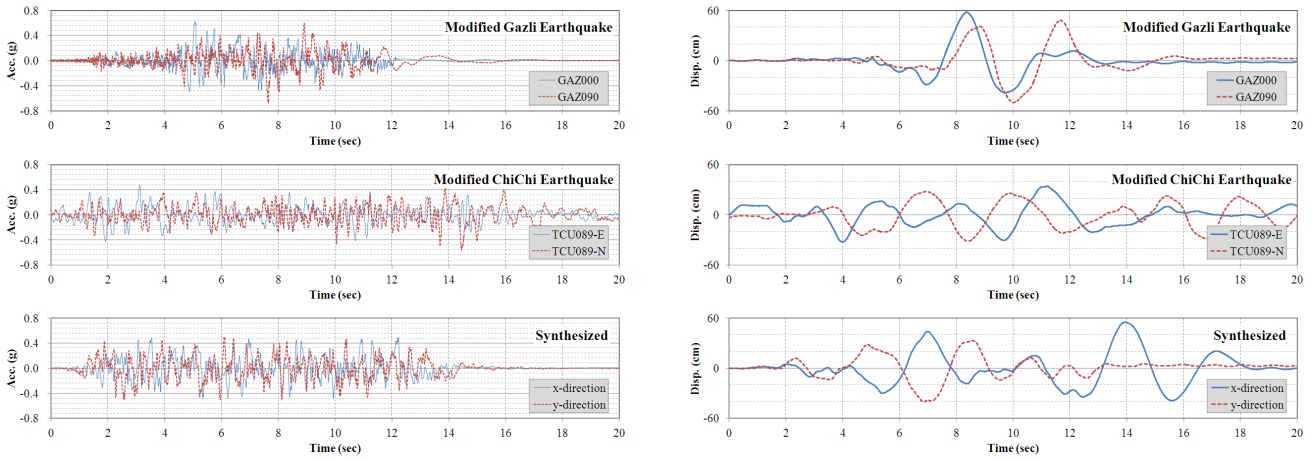 Modified Gazli Earthquake
Acc. (g)
0.8
0.4
0.0
-0.4
-0.8
GAZ000
GAZ090
0 2 4 6 8 10 12 14 16 18 20
Time (sec)
Modified Gazli Earthquake
Disp. (cm)
60
0
-60
GAZ000
GAZ090
0 2 4 6 8 10 12 14 16 18 20
Time (sec)
Modified ChiChi Earthquake
Acc. (g)
0.8
0.4
0.0
-0.4
-0.8
TCU089-E
TCU089-N
0 2 4 6 8 10 12 14 16 18 20
Time (sec)
Modified ChiChi Earthquake
Disp. (cm)
60
0
-60
TCU089-E
TCU089-N
0 2 4 6 8 10 12 14 16 18 20
Time (sec)
Synthesized
Acc. (g)
0.8
0.4
0.0
-0.4
-0.8
x-direction
y-direction
0 2 4 6 8 10 12 14 16 18 20
Time (sec)
Synthesized
Disp. (cm)
60
0
-60
x-direction
y-direction
0 2 4 6 8 10 12 14 16 18 20
Time (sec)